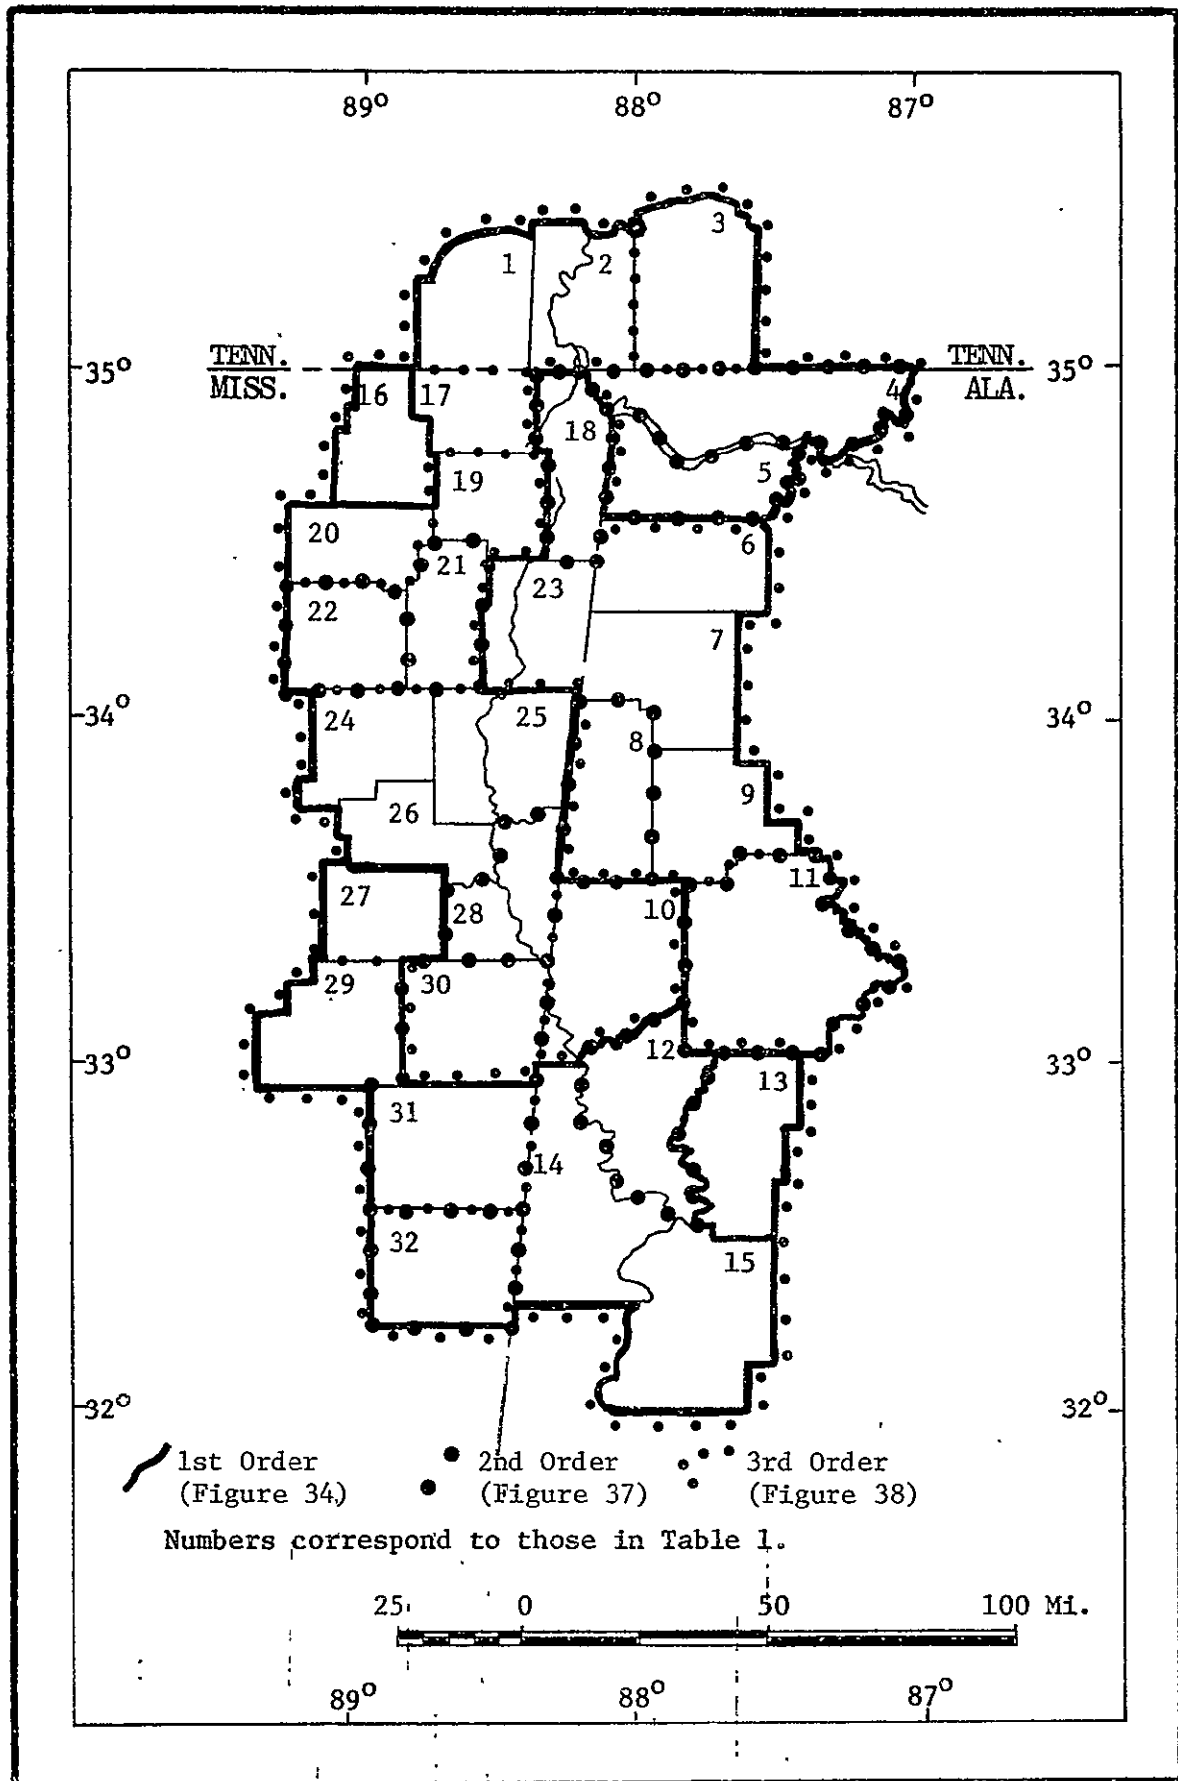 89° 88° 87°
3
1 2
TENN. TENN.
35° 35°
MISS. ALA.
16 17 4
18
19 5
20 6
21 23
22 7
34° 25 34°
24 8
9
26
11
27 10
28
29 30
33° 12 33°
13
31
14
32 15
32° 32°
1st Order 2nd Order 3rd Order
(Figure 34) (Figure 37) (Figure 38)
Numbers correspond to those in Table 1.
25 0 50 100 Mi.
89° 88° 87°